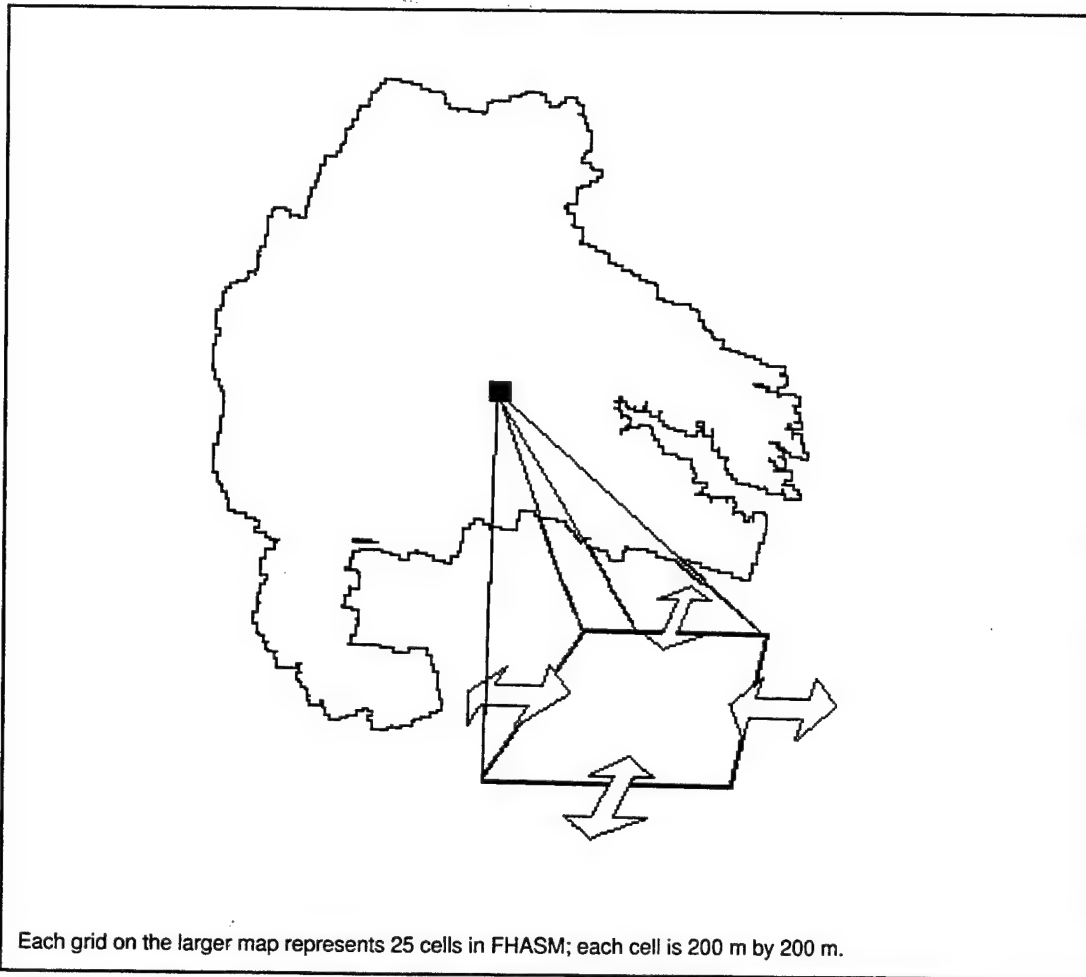 Each grid on the larger map represents 25 cells in FHASM; each cell is 200 m by 200 m.